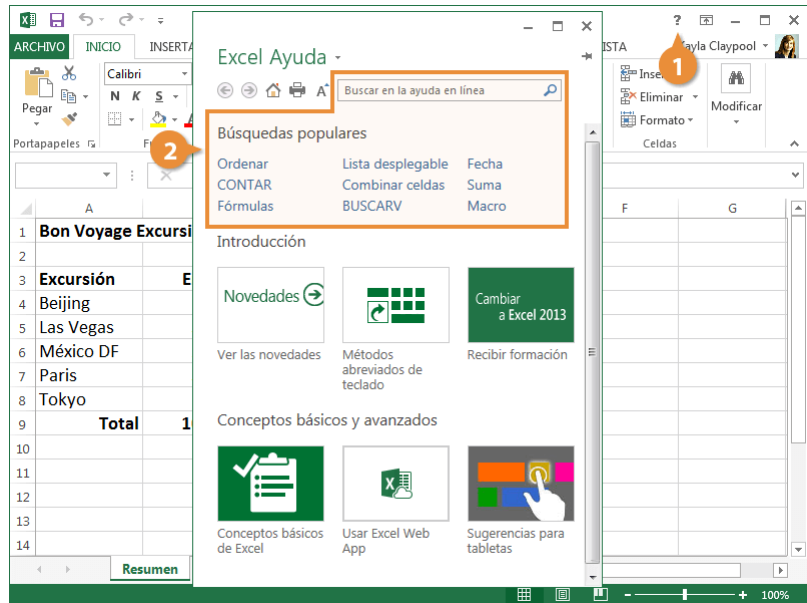 ARCHIVO INICIO INSERTA
Calibri
N K S
Pegar
Portapapeles
Excel Ayuda
Buscar en la ayuda en línea
Búsquedas populares
Ordenar Lista desplegable Fecha
CONTAR Combinar celdas Suma
Fórmulas BUSCARV Macro
Introducción
Novedades
Cambiar
a Excel 2013
Ver las novedades
Métodos
abreviados de
teclado
Recibir formación
Conceptos básicos y avanzados
Conceptos básicos
de Excel
Usar Excel Web
App
Sugerencias para
tabletas
?
ISTA
ayla Claypool
1
2
Inse
Eliminar
Formato
Celdas
Modificar
A F G
1 Bon Voyage Excursi
2
3 Excursión E
4 Beijing
5 Las Vegas
6 México DF
7 Paris
8 Tokyo
9 Total 1
10
11
12
13
14
Resumen
100%